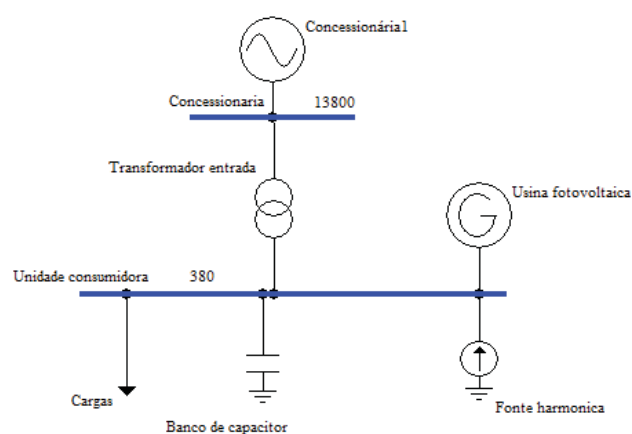 Concessionária1
Concessionaria 13800
Transformador entrada
Usina fotovoltaica
Unidade consumidora 380
G
Cargas
Banco de capacitor
Fonte harmonica